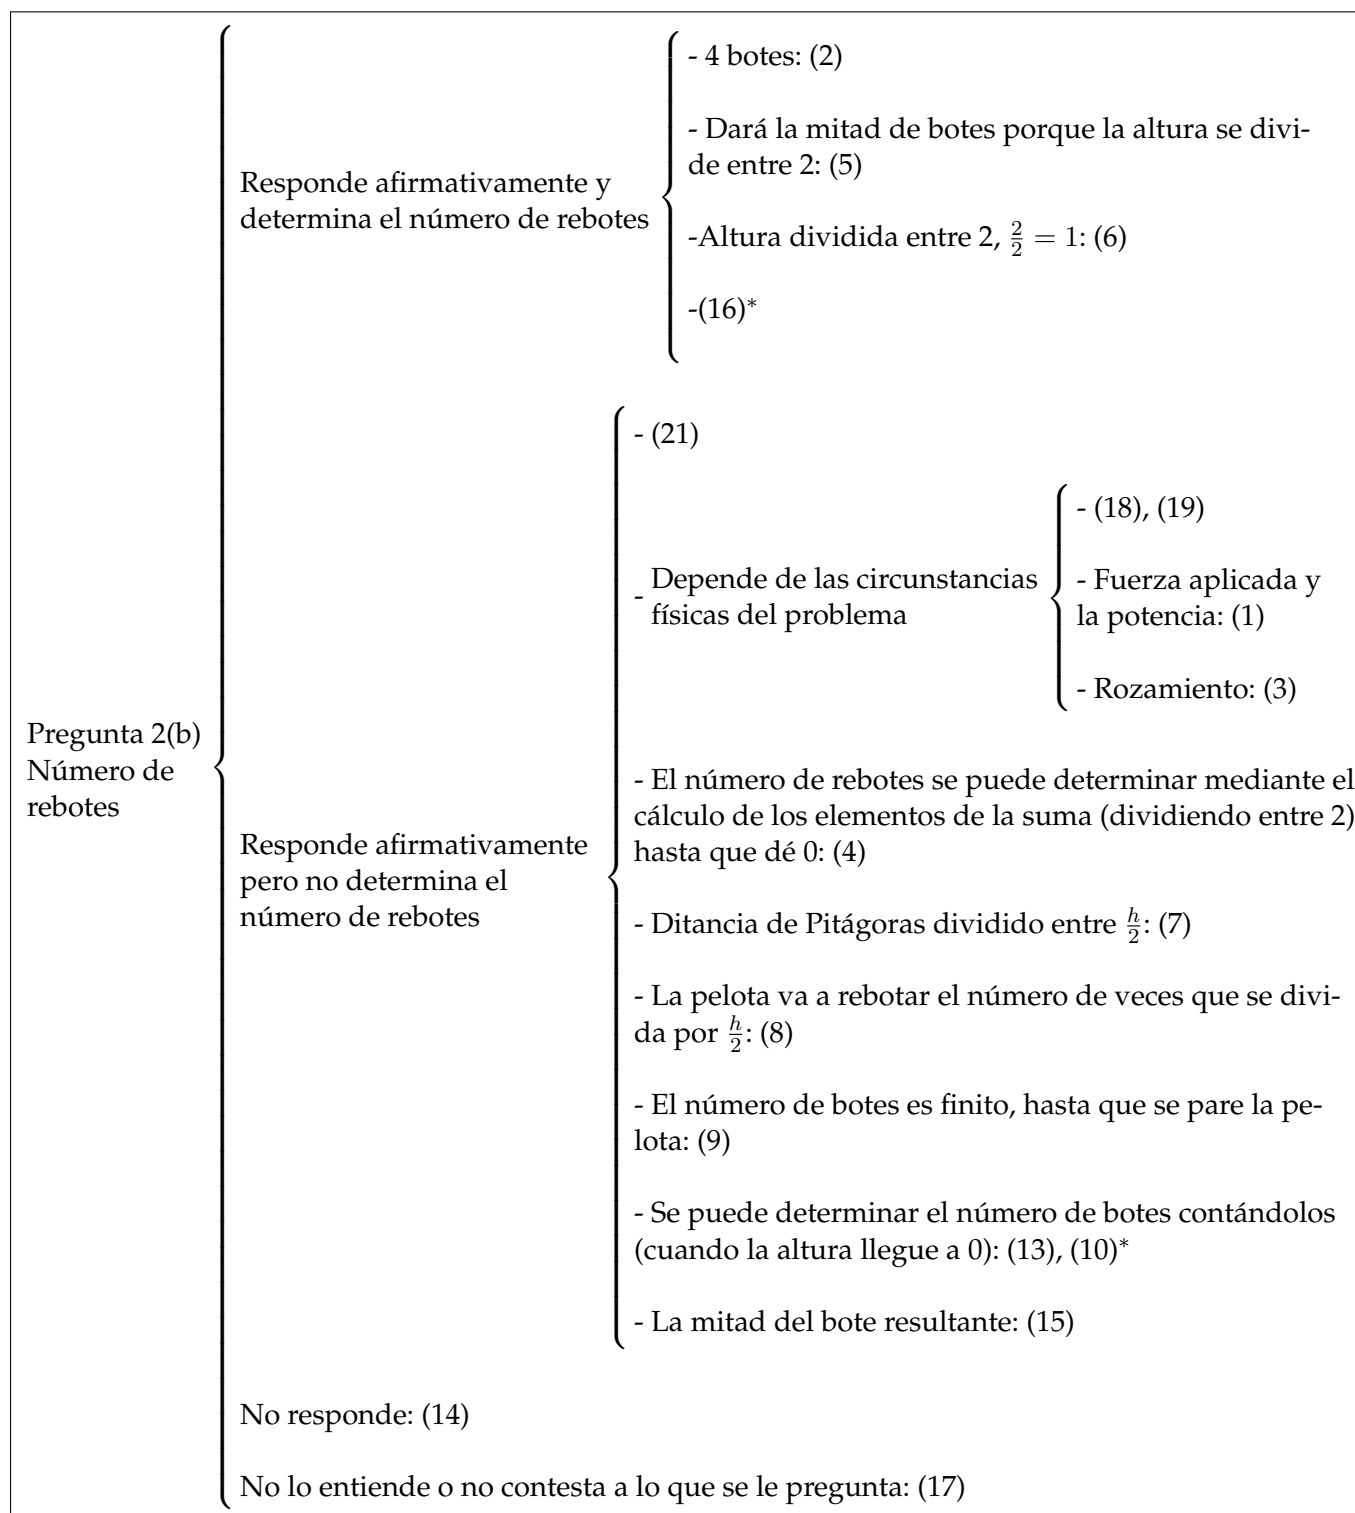 Pregunta 2(b)
Número de
rebotes
Responde afirmativamente y
determina el número de rebotes
- 4 botes: (2)
- Dará la mitad de botes porque la altura se divi-
de entre 2: (5)
-Altura dividida entre 2, $\frac{2}{2} = 1$: (6)
-(16)*
Responde afirmativamente
pero no determina el
número de rebotes
- (21)
- Depende de las circunstancias
físicas del problema
- (18), (19)
- Fuerza aplicada y
la potencia: (1)
- Rozamiento: (3)
- El número de rebotes se puede determinar mediante el
cálculo de los elementos de la suma (dividiendo entre 2)
hasta que dé 0: (4)
- Ditancia de Pitágoras dividido entre $\frac{h}{2}$: (7)
- La pelota va a rebotar el número de veces que se divi-
da por $\frac{h}{2}$: (8)
- El número de botes es finito, hasta que se pare la pe-
lota: (9)
- Se puede determinar el número de botes contándolos
(cuando la altura llegue a 0): (13), (10)*
- La mitad del bote resultante: (15)
No responde: (14)
No lo entiende o no contesta a lo que se le pregunta: (17)